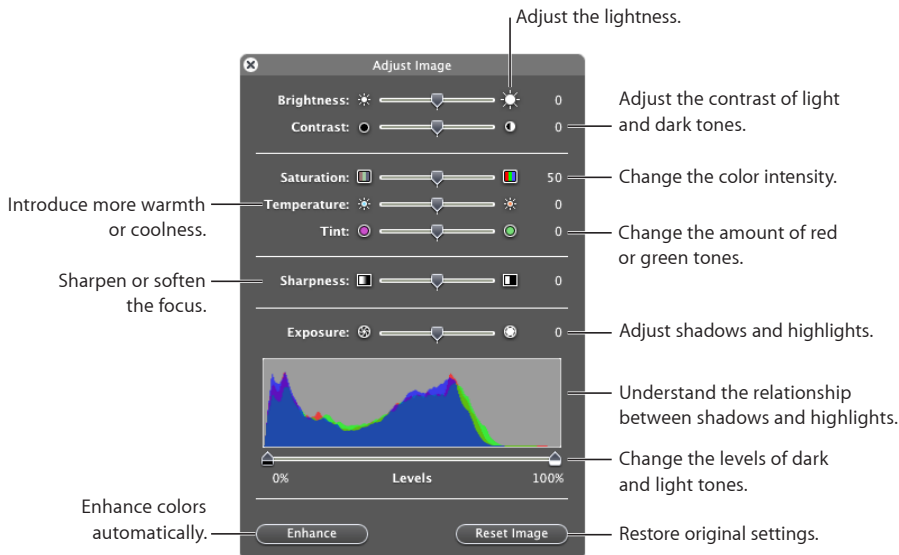 Adjust the lightness.
Adjust Image
Brightness: 0
Adjust the contrast of light
and dark tones.
Contrast: 0
Saturation: 50
Change the color intensity.
Introduce more warmth
or coolness.
Temperature: 0
Tint: 0
Change the amount of red
or green tones.
Sharpen or soften
the focus.
Sharpness: 0
Exposure: 0
Adjust shadows and highlights.
Understand the relationship
between shadows and highlights.
Change the levels of dark
and light tones.
0% Levels 100%
Enhance colors
automatically.
Enhance
Reset Image
Restore original settings.